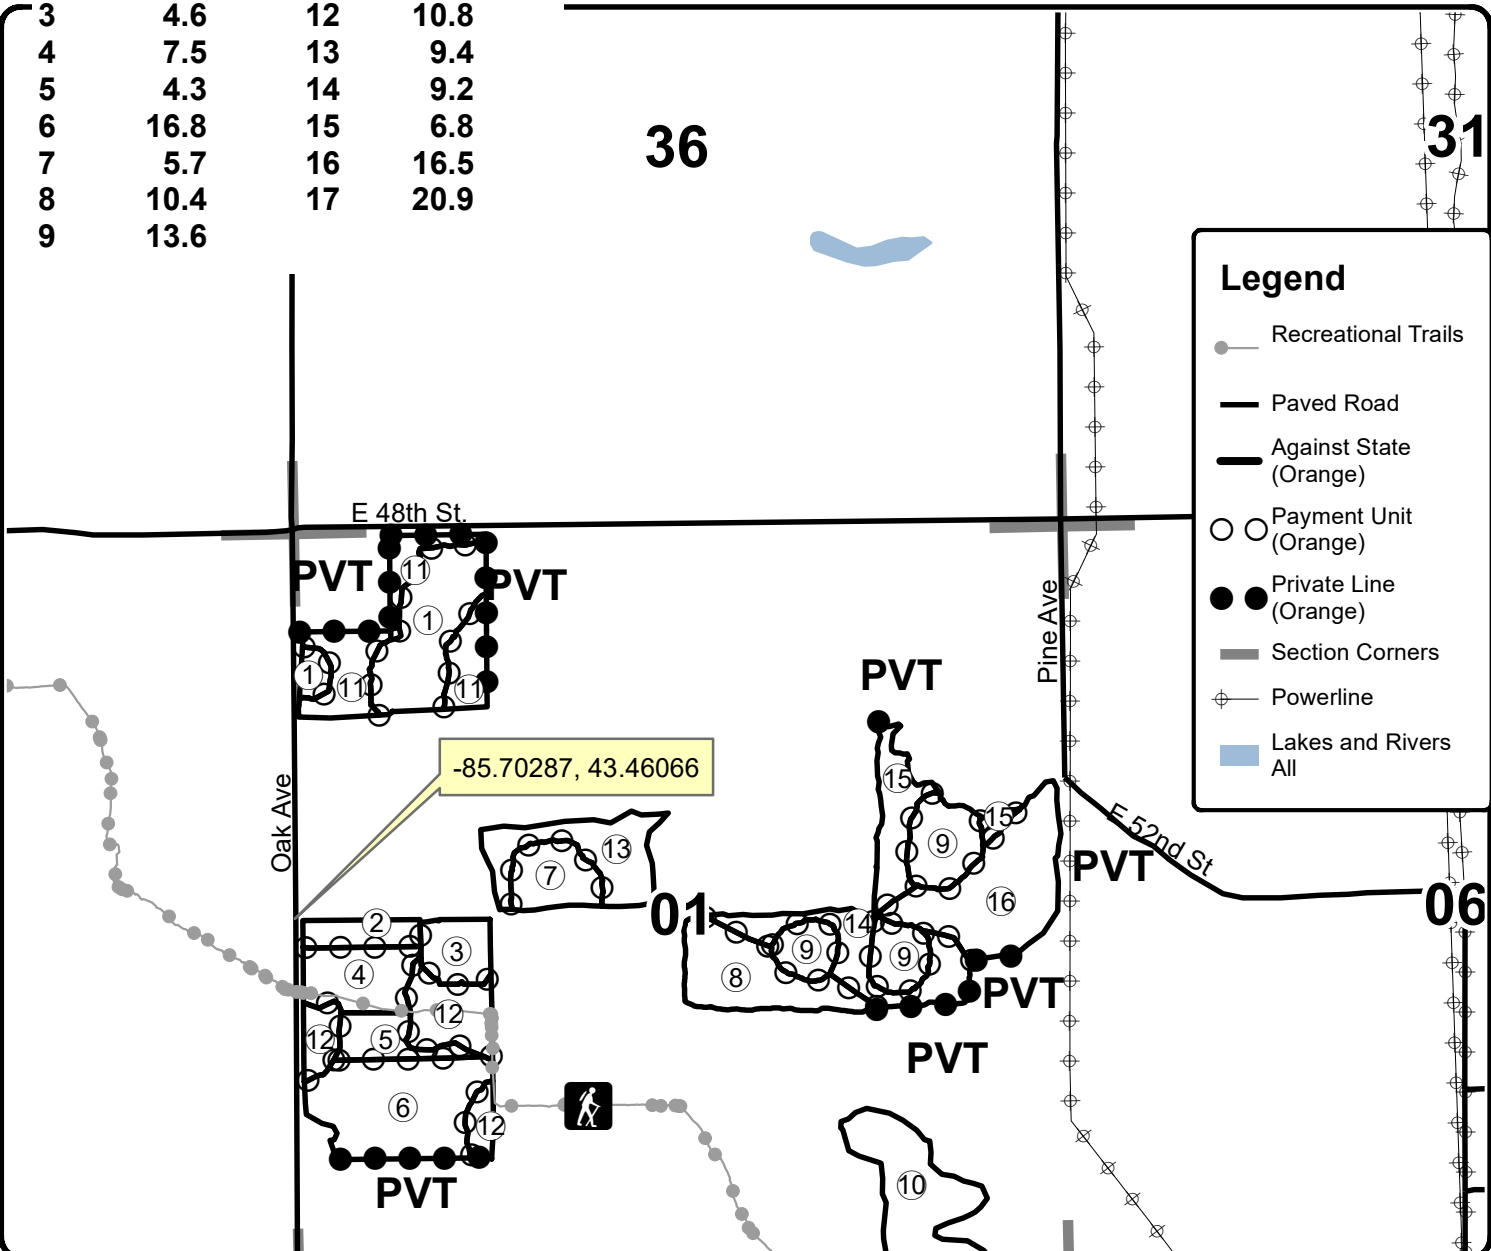 3 4.6 12 10.8
4 7.5 13 9.4
5 4.3 14 9.2
6 16.8 15 6.8
7 5.7 16 16.5
8 10.4 17 20.9
9 13.6
36
31
Legend
Recreational Trails
Paved Road
Against State
(Orange)
Payment Unit
(Orange)
Private Line
(Orange)
Section Corners
Powerline
Lakes and Rivers
All
E 48th St.
PVT
11
PVT
1
1
11
11
Pine Ave
PVT
-85.70287, 43.46066
Oak Ave
15
15
E 52nd St
13
7
9
PVT
16
01
06
2
14
3
9
9
4
8
PVT
12
12
5
PVT
6
12
PVT
10